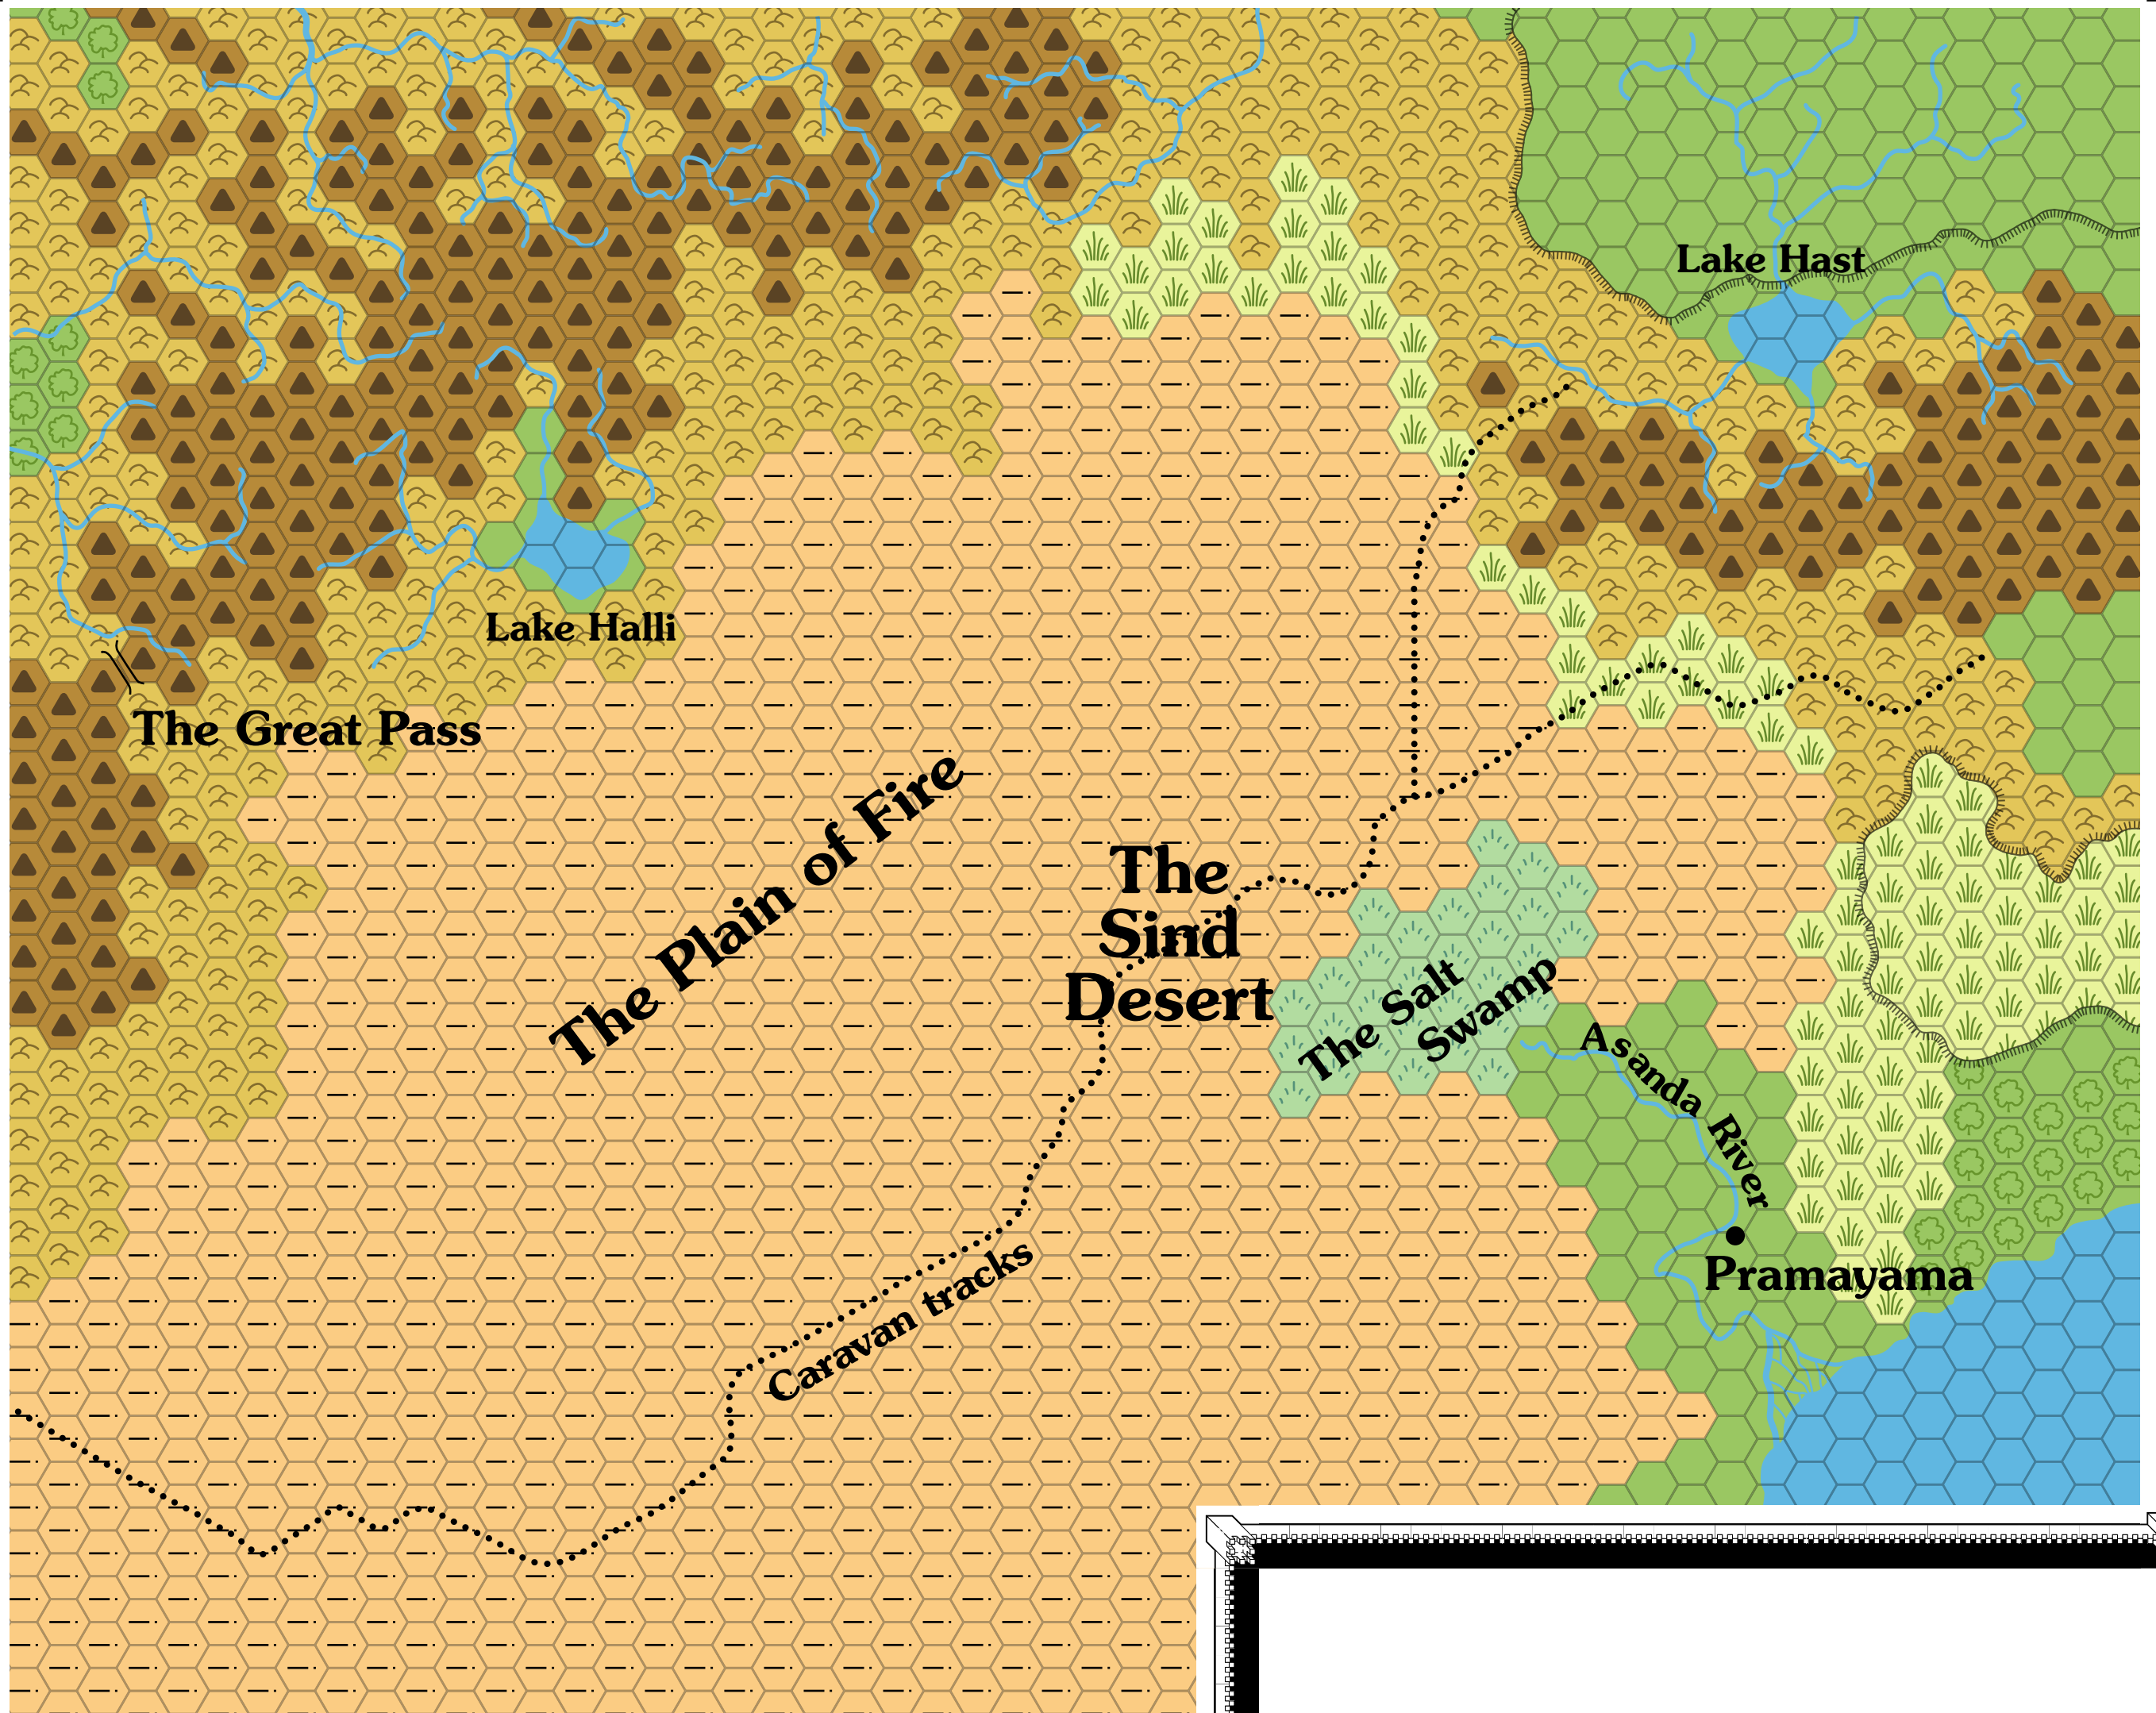 Lake Hast
Lake Halli
The Great Pass
The Plain of Fire
The
Sind
Desert
The Salt
Swamp
Asanda River
Pramayama
Caravan tracks